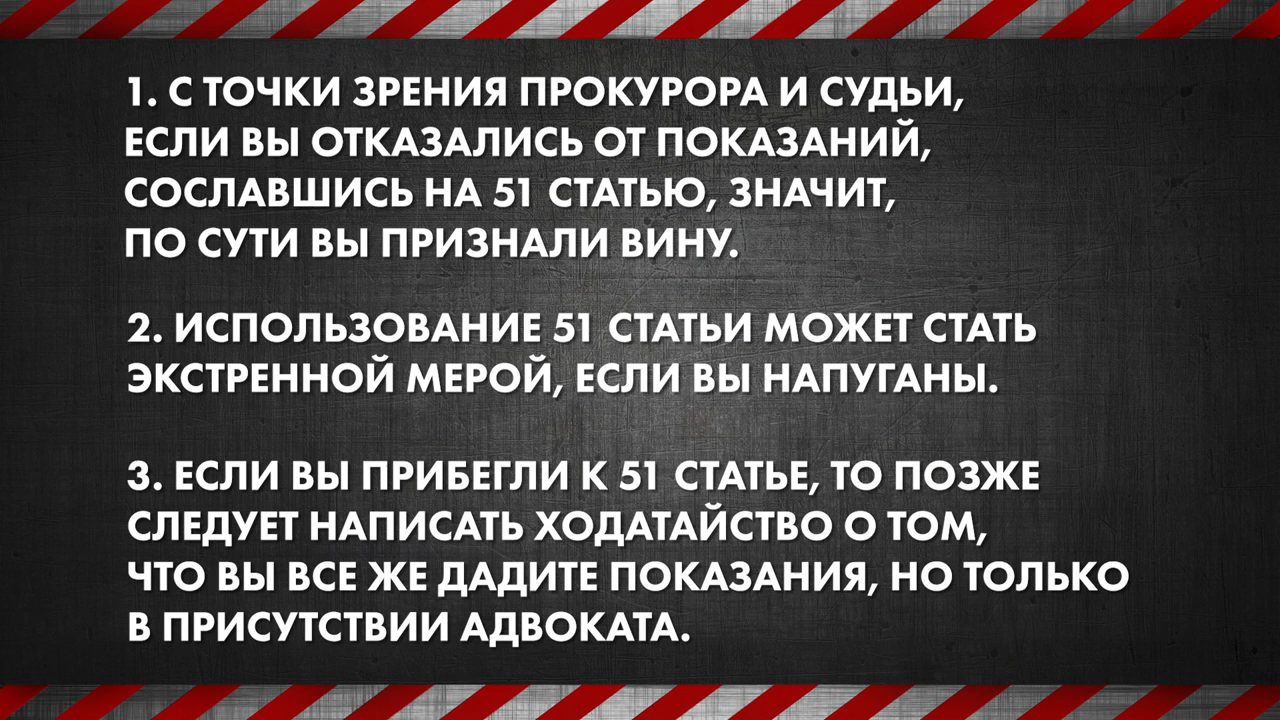 1. С ТОЧКИ ЗРЕНИЯ ПРОКУРОРА И СУДЬИ,
ЕСЛИ ВЫ ОТКАЗАЛИСЬ ОТ ПОКАЗАНИЙ,
СОСЛАВШИСЬ НА 51 СТАТЬЮ, ЗНАЧИТ,
ПО СУТИ ВЫ ПРИЗНАЛИ ВИНУ.
2. ИСПОЛЬЗОВАНИЕ 51 СТАТЬИ МОЖЕТ СТАТЬ
ЭКСТРЕННОЙ МЕРОЙ, ЕСЛИ ВЫ НАПУГАНЫ.
3. ЕСЛИ ВЫ ПРИБЕГЛИ К 51 СТАТЬЕ, ТО ПОЗЖЕ
СЛЕДУЕТ НАПИСАТЬ ХОДАТАЙСТВО О ТОМ,
ЧТО ВЫ ВСЕ ЖЕ ДАДИТЕ ПОКАЗАНИЯ, НО ТОЛЬКО
В ПРИСУТСТВИИ АДВОКАТА.